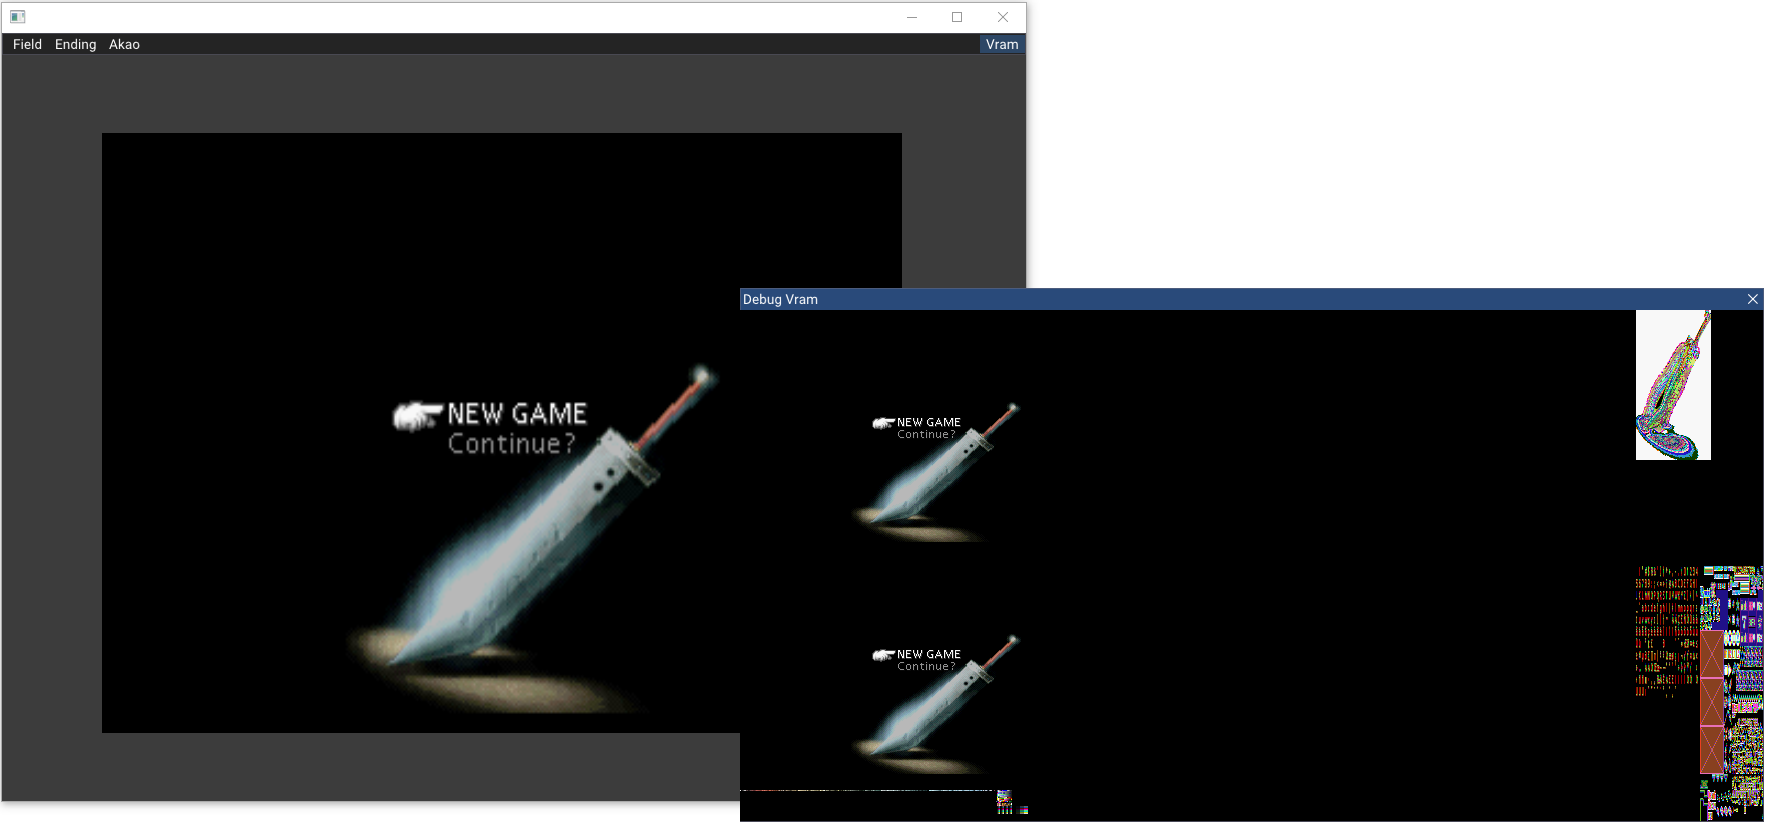 Field Ending Akao Vram
NEW GAME
Continue?
Debug Vram
NEW GAME
Continue?
NEW GAME
Continue?